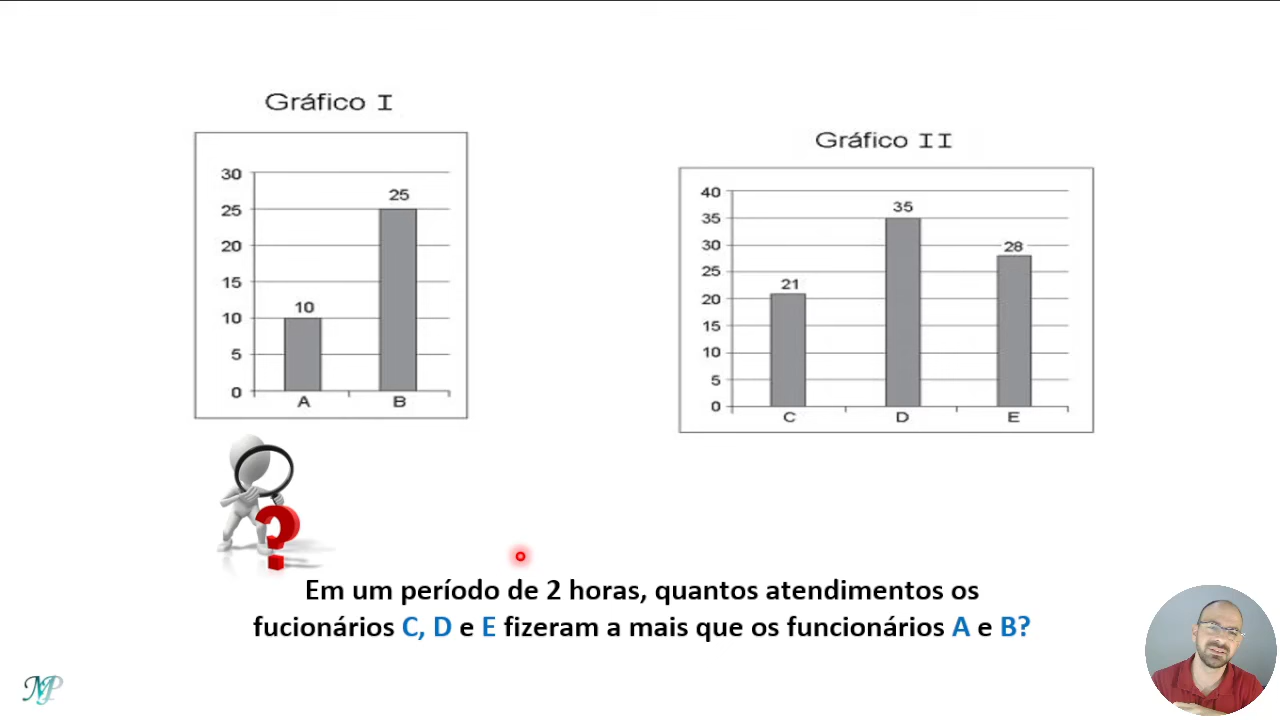 Gráfico I
30
25
20
15
10
5
0
10
25
A
B
Gráfico II
40
35
30
25
20
15
10
5
0
21
35
28
C
D
E
Em um período de 2 horas, quantos atendimentos os
fucionários C, D e E fizeram a mais que os funcionários A e B?
MP